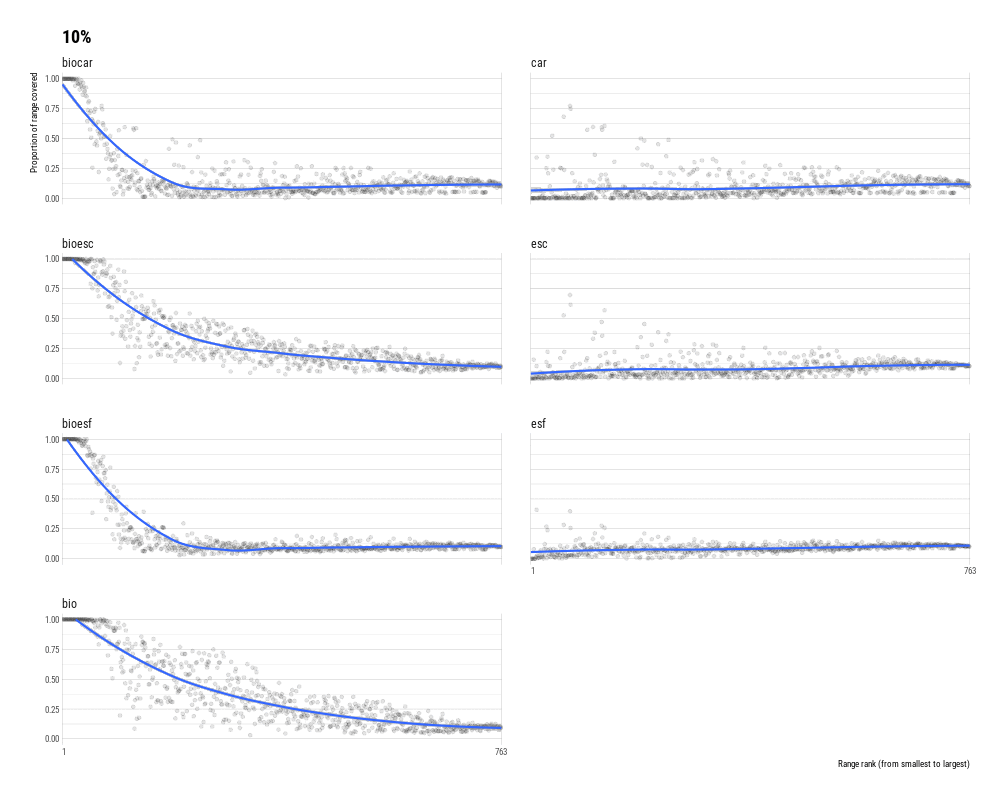 10%
biocar
car
Proportion of range covered
1.00
0.75
0.50
0.25
0.00
bioesc
esc
1.00
0.75
0.50
0.25
0.00
bioesf
esf
1.00
0.75
0.50
0.25
0.00
1
763
bio
1.00
0.75
0.50
0.25
0.00
1
763
Range rank (from smallest to largest)